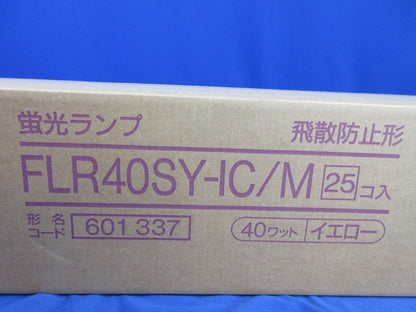 蛍光ランプ 飛散防止形
FLR40SY-IC/M 25コ入
形名コード 601 337 40ワット イエロー